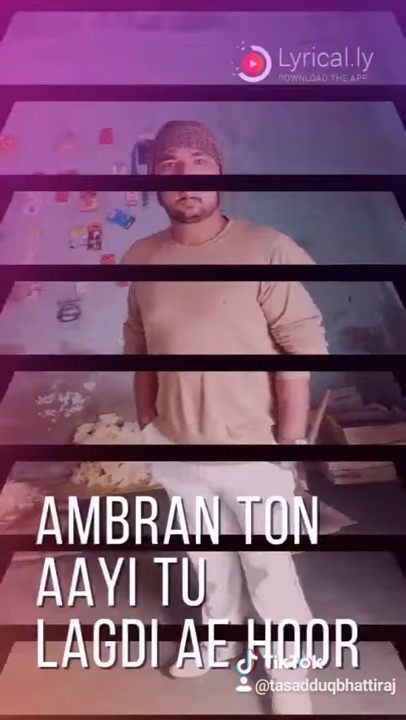 Lyrical.ly
DOWNLOAD THE APP
AMBRAN TON
AAYI TU
LAGDI AE HOOR
TikTok
@tasadduqbhattiraj